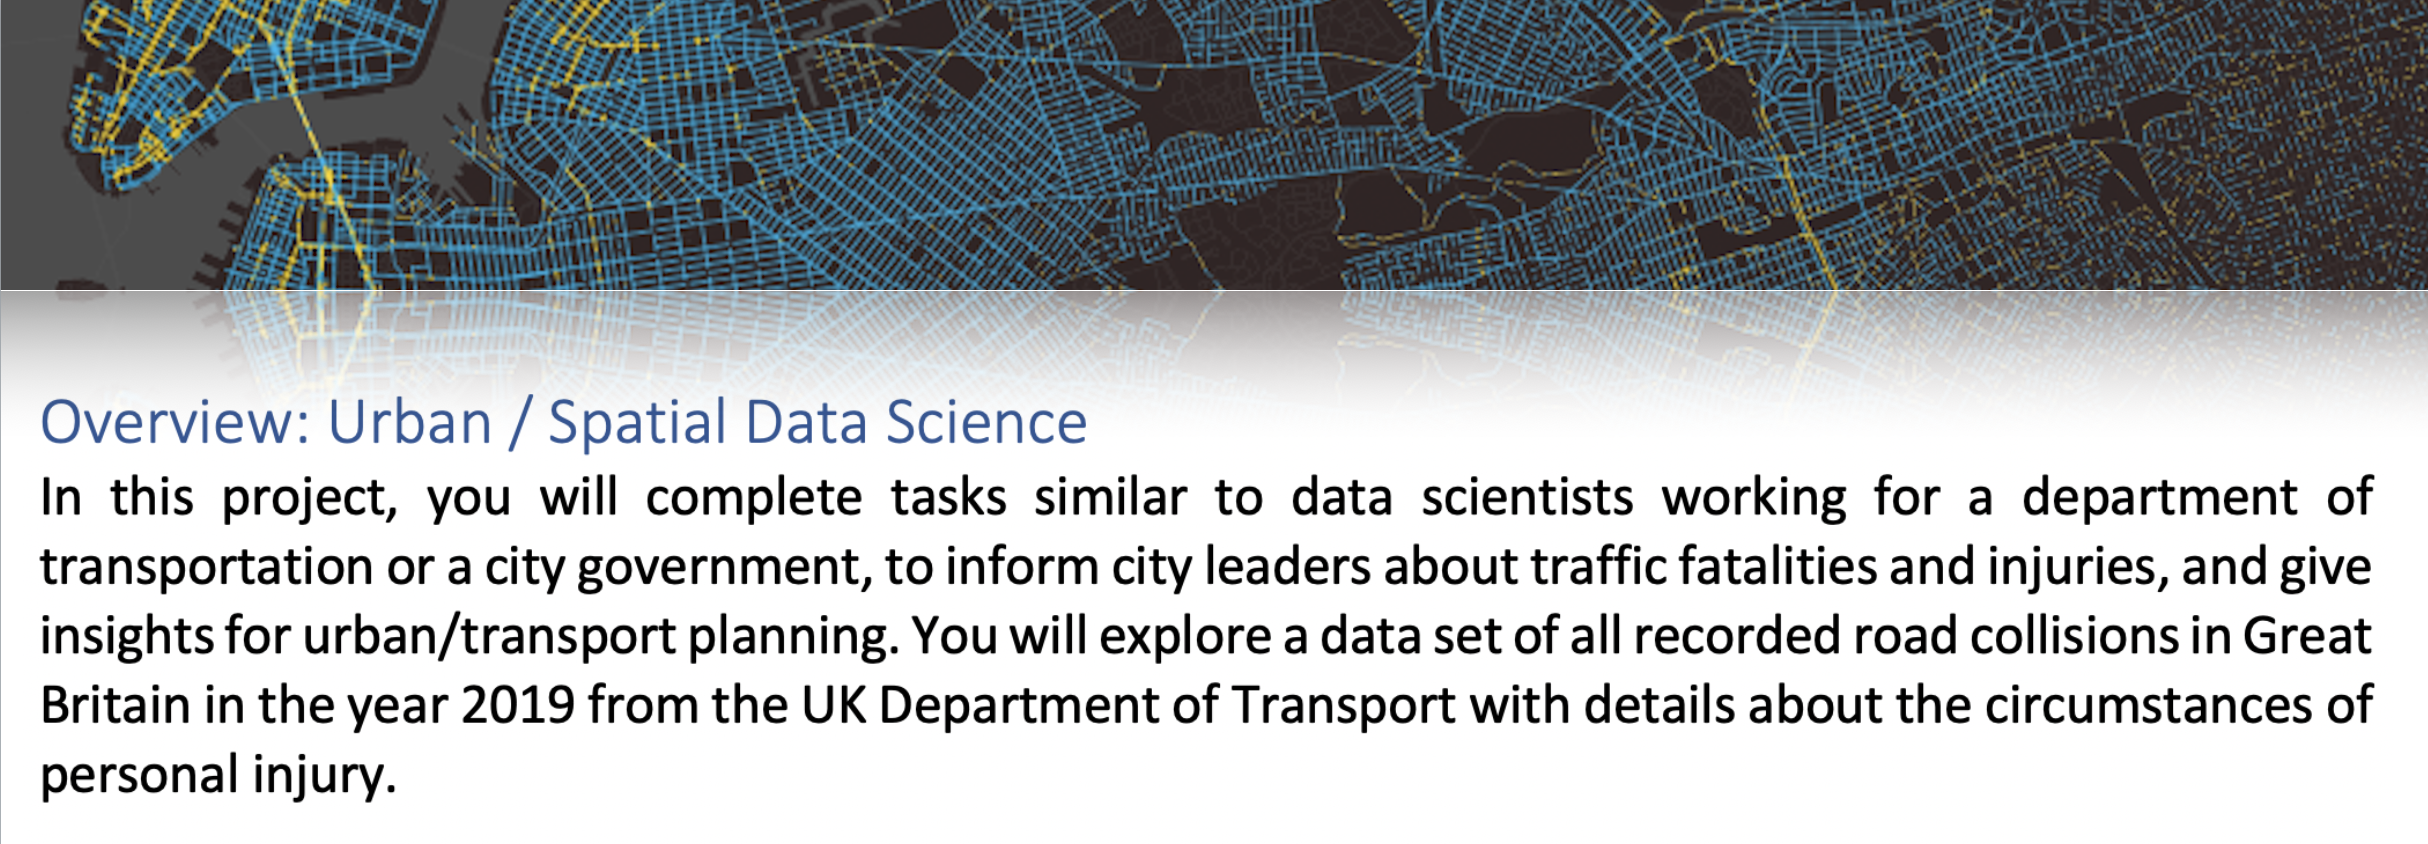 Overview: Urban / Spatial Data Science
In this project, you will complete tasks similar to data scientists working for a department of
transportation or a city government, to inform city leaders about traffic fatalities and injuries, and give
insights for urban/transport planning. You will explore a data set of all recorded road collisions in Great
Britain in the year 2019 from the UK Department of Transport with details about the circumstances of
personal injury.